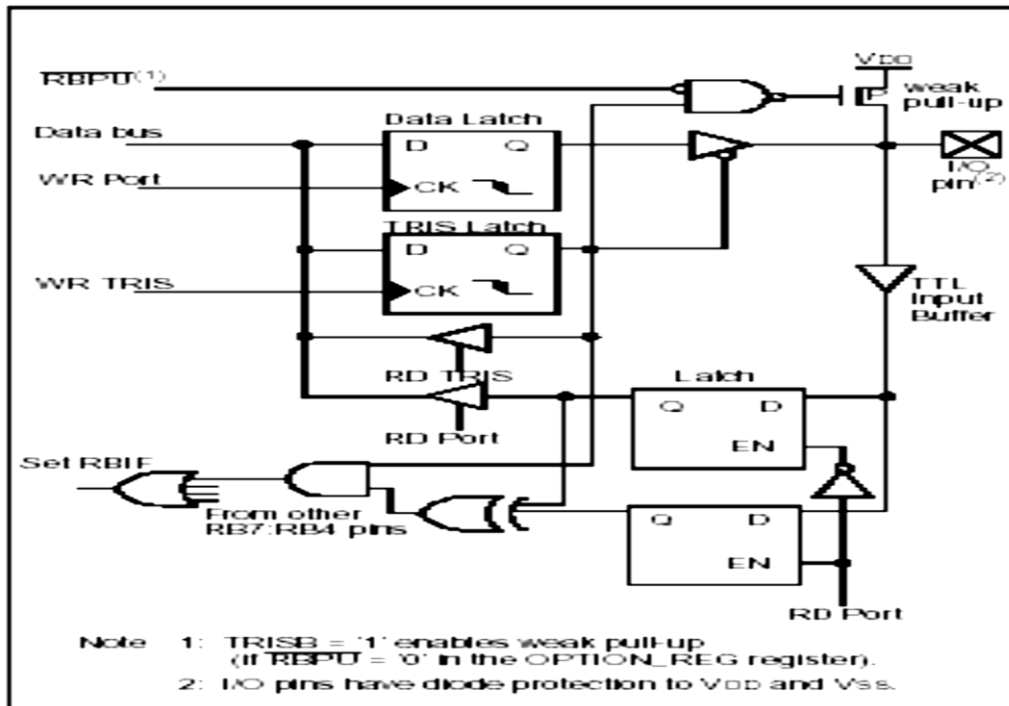 RBPU(1)
VDD
weak
pull-up
Data bus
Data Latch
D Q
WR Port
CK
I/O
pin(2)
TRIS Latch
D Q
WR TRIS
CK
TTL
Input
Buffer
RD TRIS
Latch
Q D
RD Port
EN
Set RBIF
From other
RB7:RB4 pins
Q D
EN
RD Port
Note 1: TRISB = '1' enables weak pull-up
(if RBPU = '0' in the OPTION_REG register).
2: I/O pins have diode protection to VDD and VSS.
P